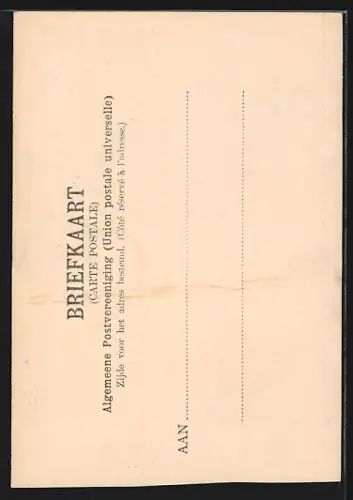 BRIEFKAART
(CARTE POSTALE)
Algemeene Postvereeniging (Union postale universelle)
Zijde voor het adres bestemd. (Côté réservé à l'adresse.)
AAN